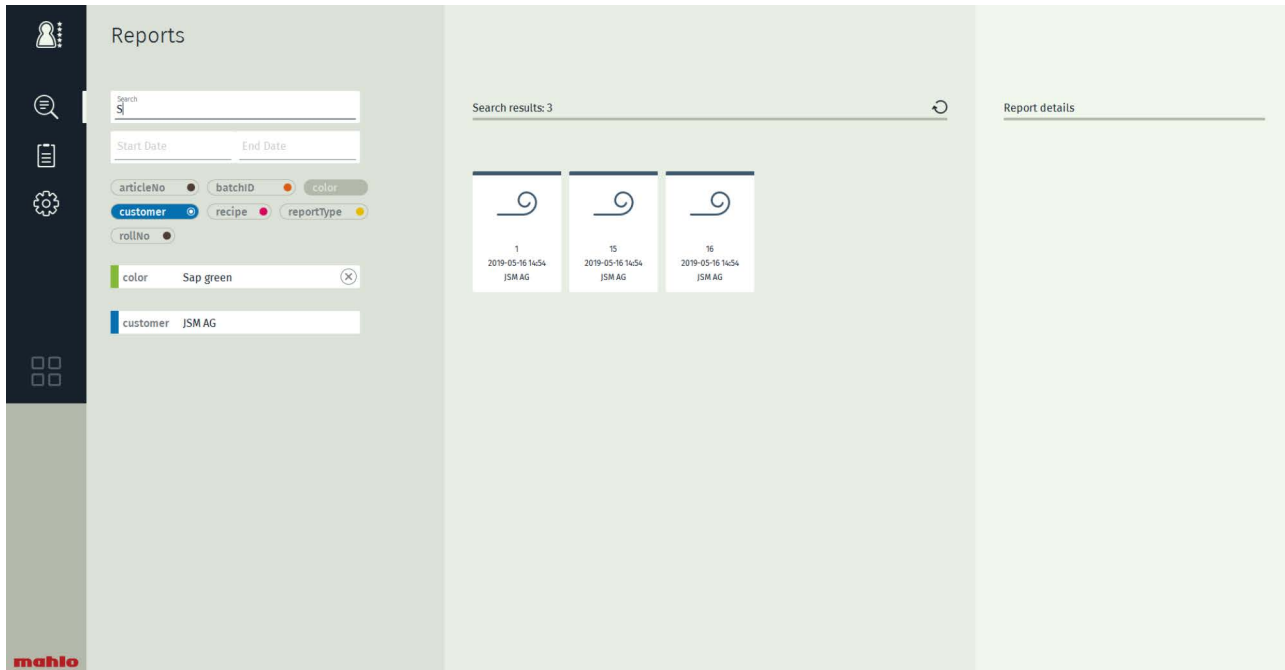 Reports
Search
S
Start Date End Date
articleNo batchID color
customer recipe reportType
rollNo
color Sap green
customer JSM AG
Search results: 3
1
2019-05-16 14:54
JSM AG
15
2019-05-16 14:54
JSM AG
16
2019-05-16 14:54
JSM AG
Report details
mahlo